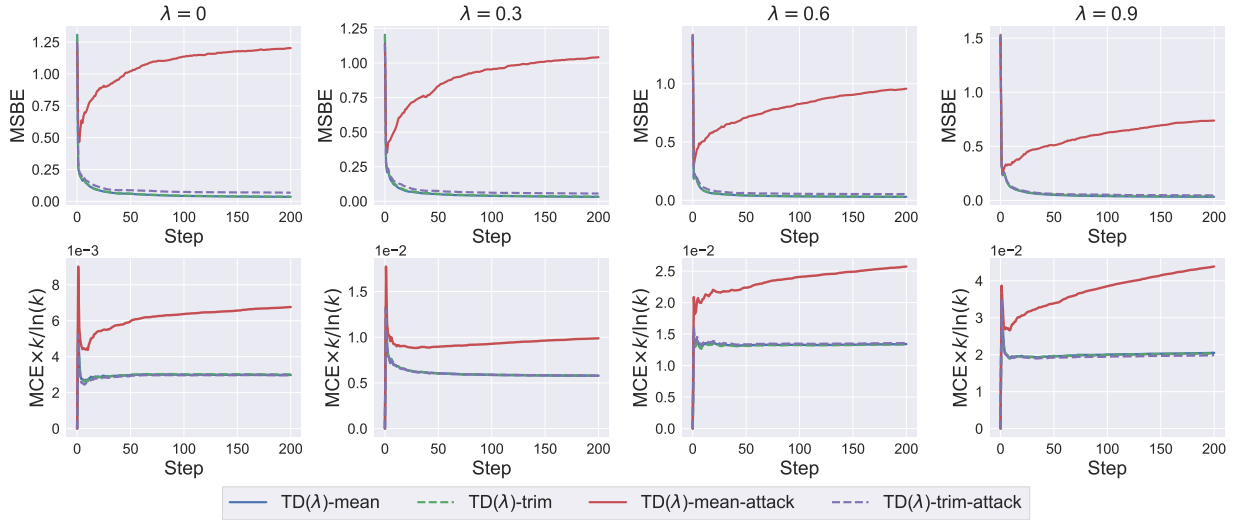 λ = 0
λ = 0.3
λ = 0.6
λ = 0.9
MSBE
1.25
1.00
0.75
0.50
0.25
0.00
0 50 100 150 200
Step
MSBE
1.25
1.00
0.75
0.50
0.25
0.00
0 50 100 150 200
Step
MSBE
1.0
0.5
0.0
0 50 100 150 200
Step
MSBE
1.5
1.0
0.5
0.0
0 50 100 150 200
Step
1e−3
MCE×k/ln(k)
8
6
4
2
0
0 50 100 150 200
Step
1e−2
MCE×k/ln(k)
1.5
1.0
0.5
0.0
0 50 100 150 200
Step
1e−2
MCE×k/ln(k)
2.5
2.0
1.5
1.0
0.5
0.0
0 50 100 150 200
Step
1e−2
MCE×k/ln(k)
4
3
2
1
0
0 50 100 150 200
Step
TD(λ)-mean TD(λ)-trim TD(λ)-mean-attack TD(λ)-trim-attack